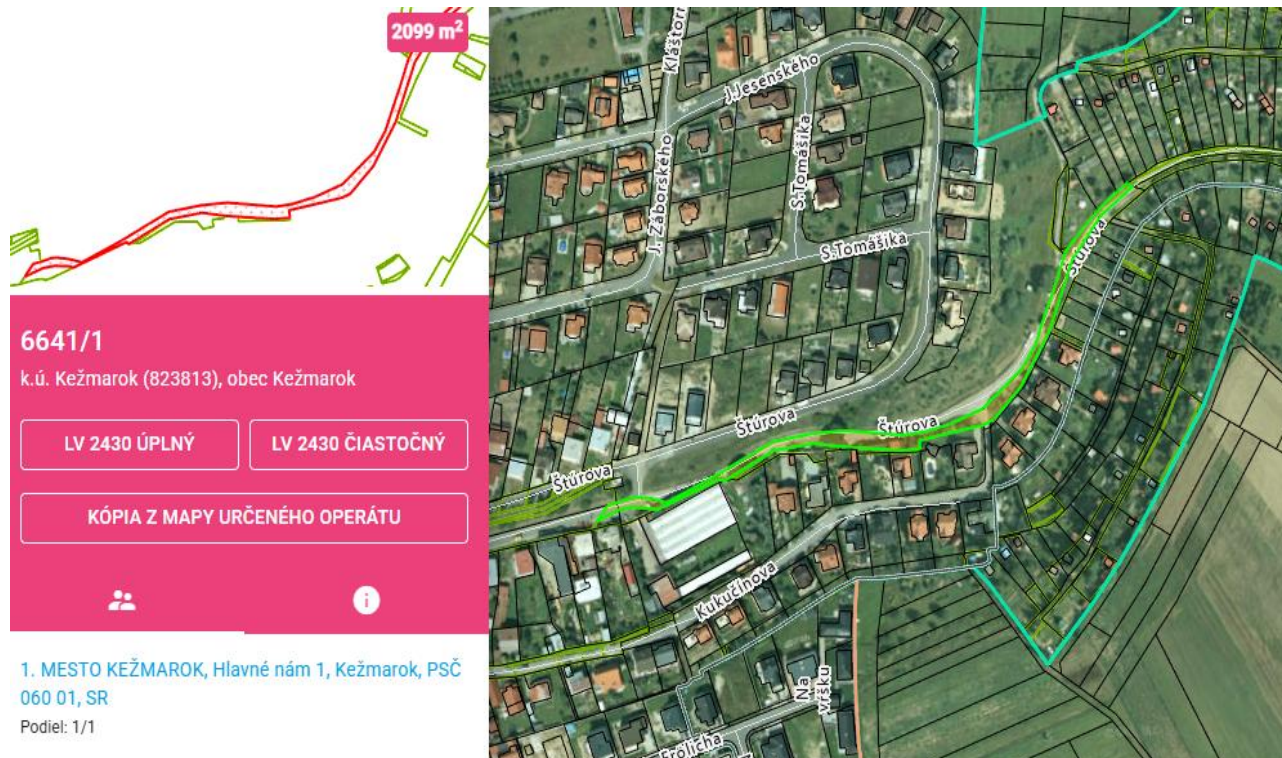 2099 m²
6641/1
k.ú. Kežmarok (823813), obec Kežmarok
LV 2430 ÚPLNÝ
LV 2430 ČIASTOČNÝ
KÓPIA Z MAPY URČENÉHO OPERÁTU
1. MESTO KEŽMAROK, Hlavné nám 1, Kežmarok, PSČ
060 01, SR
Podiel: 1/1
Kláštorn
J.Jesenského
J. Záborského
S.Tomášika
S.Tomášika
Štúrova
Štúrova
Štúrova
Štúrova
Kukučínova
Na
vŕšku
Frölicha